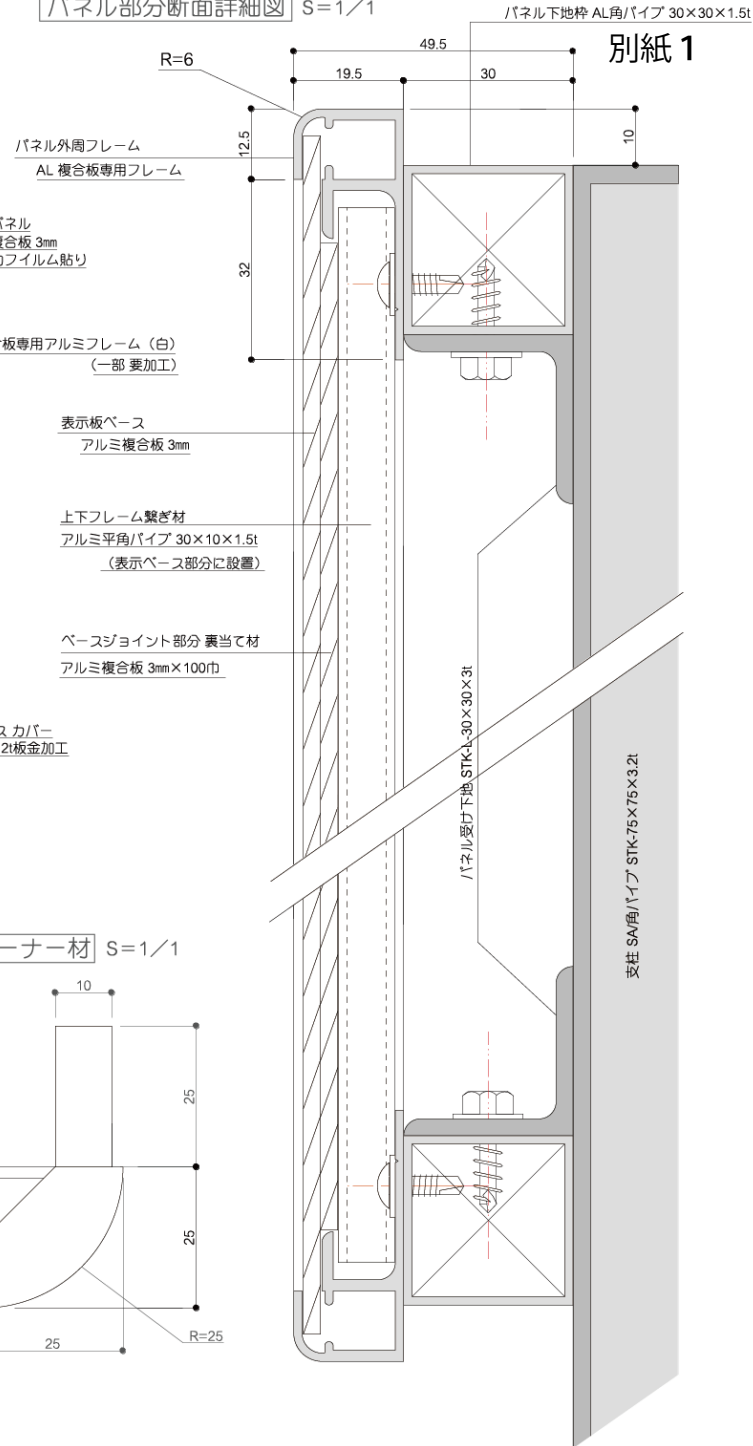 パネル部分断面詳細図 S=1/1
パネル下地枠 AL角パイプ 30×30×1.5t
別紙 1
49.5
19.5
30
R=6
12.5
10
パネル外周フレーム
AL 複合板専用フレーム
パネル
複合板 3mm
フイルム貼り
32
板専用アルミフレーム（白）
（一部 要加工）
表示板ベース
アルミ複合板 3mm
上下フレーム繋ぎ材
アルミ平角パイプ 30×10×1.5t
（表示ベース部分に設置）
ベースジョイント部分 裏当て材
アルミ複合板 3mm×100巾
パネル受け下地 STK-L-30×30×3t
支柱 SA/角パイプ STK-75×75×3.2t
ス カバー
2t板金加工
ーナー材 S=1/1
10
25
25
25
R=25